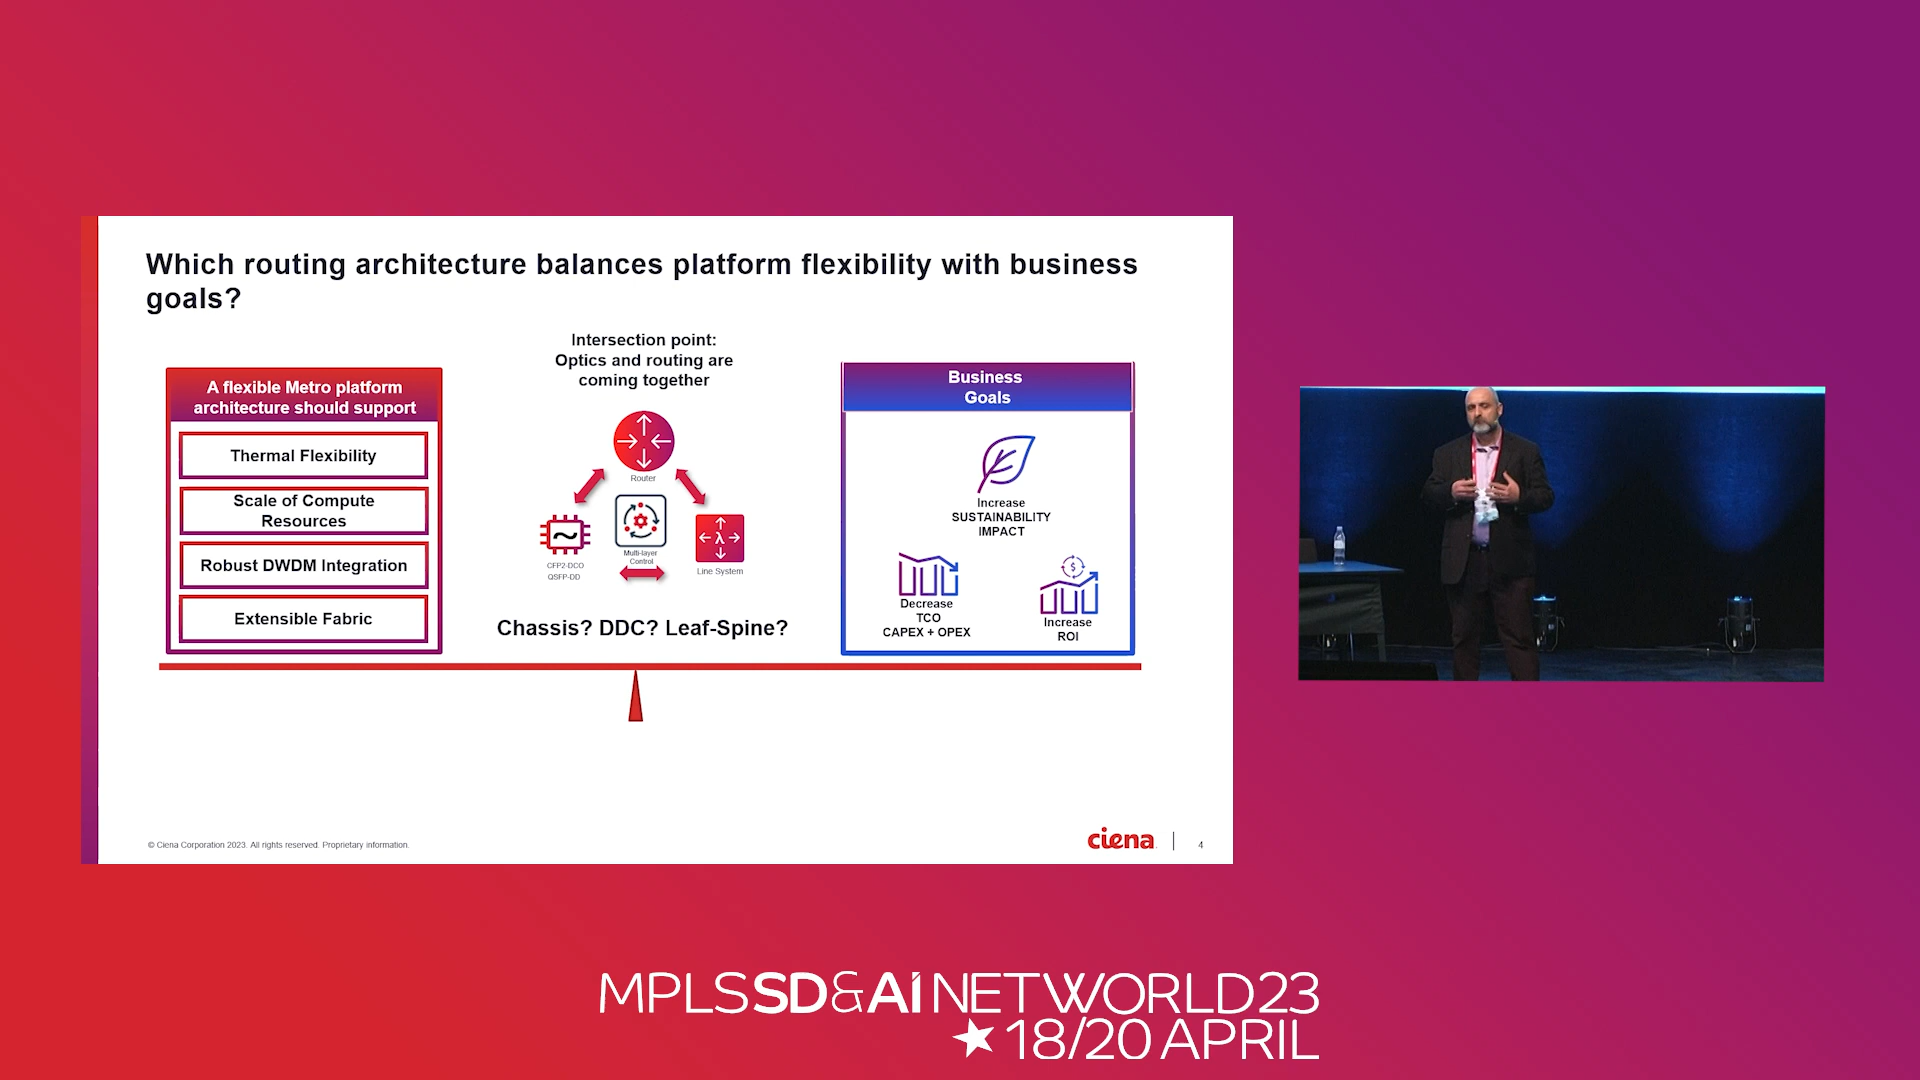 Which routing architecture balances platform flexibility with business
goals?
A flexible Metro platform
architecture should support
Thermal Flexibility
Scale of Compute
Resources
Robust DWDM Integration
Extensible Fabric
Intersection point:
Optics and routing are
coming together
Router
Multi-layer
Control
CFP2-DCO
QSFP-DD
λ
Line System
Chassis? DDC? Leaf-Spine?
Business
Goals
Increase
SUSTAINABILITY
IMPACT
Decrease
TCO
CAPEX + OPEX
$
Increase
ROI
© Ciena Corporation 2023. All rights reserved. Proprietary information.
ciena
4
MPLS SD & AI NET WORLD 23
18/20 APRIL